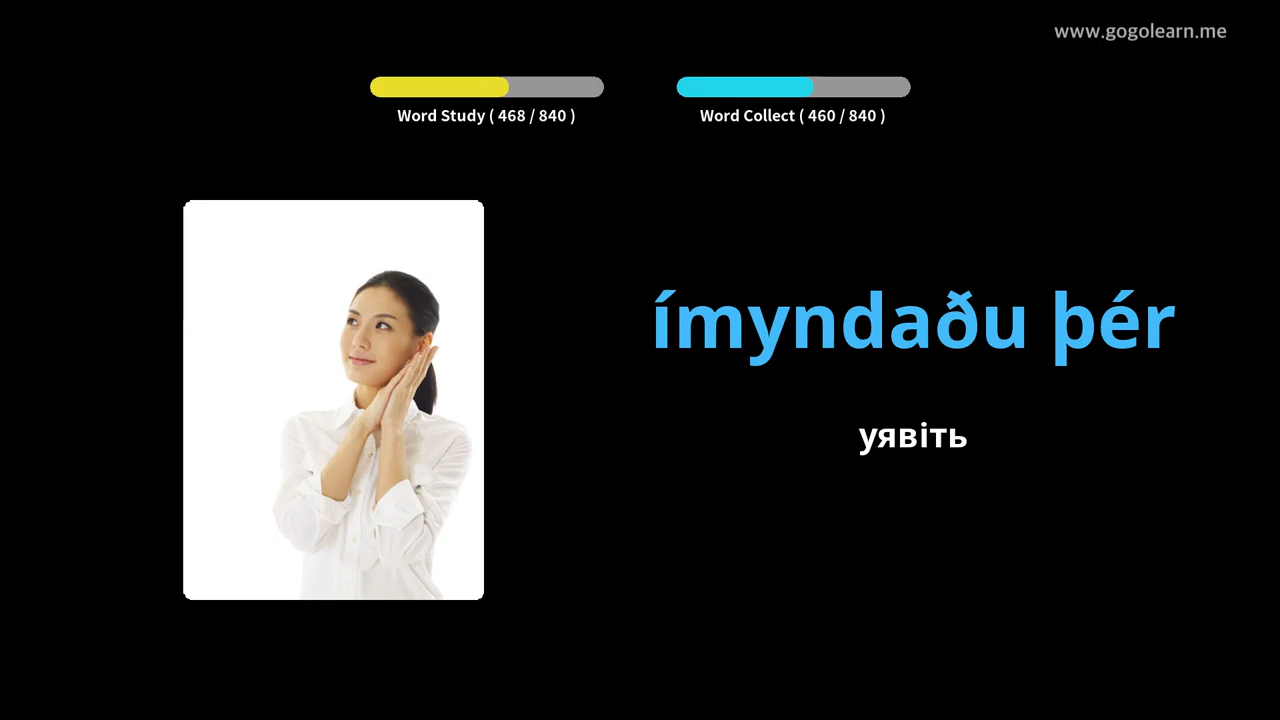 www.gogolearn.me
Word Study ( 468 / 840 )
Word Collect ( 460 / 840 )
ímyndaðu þér
уявіть